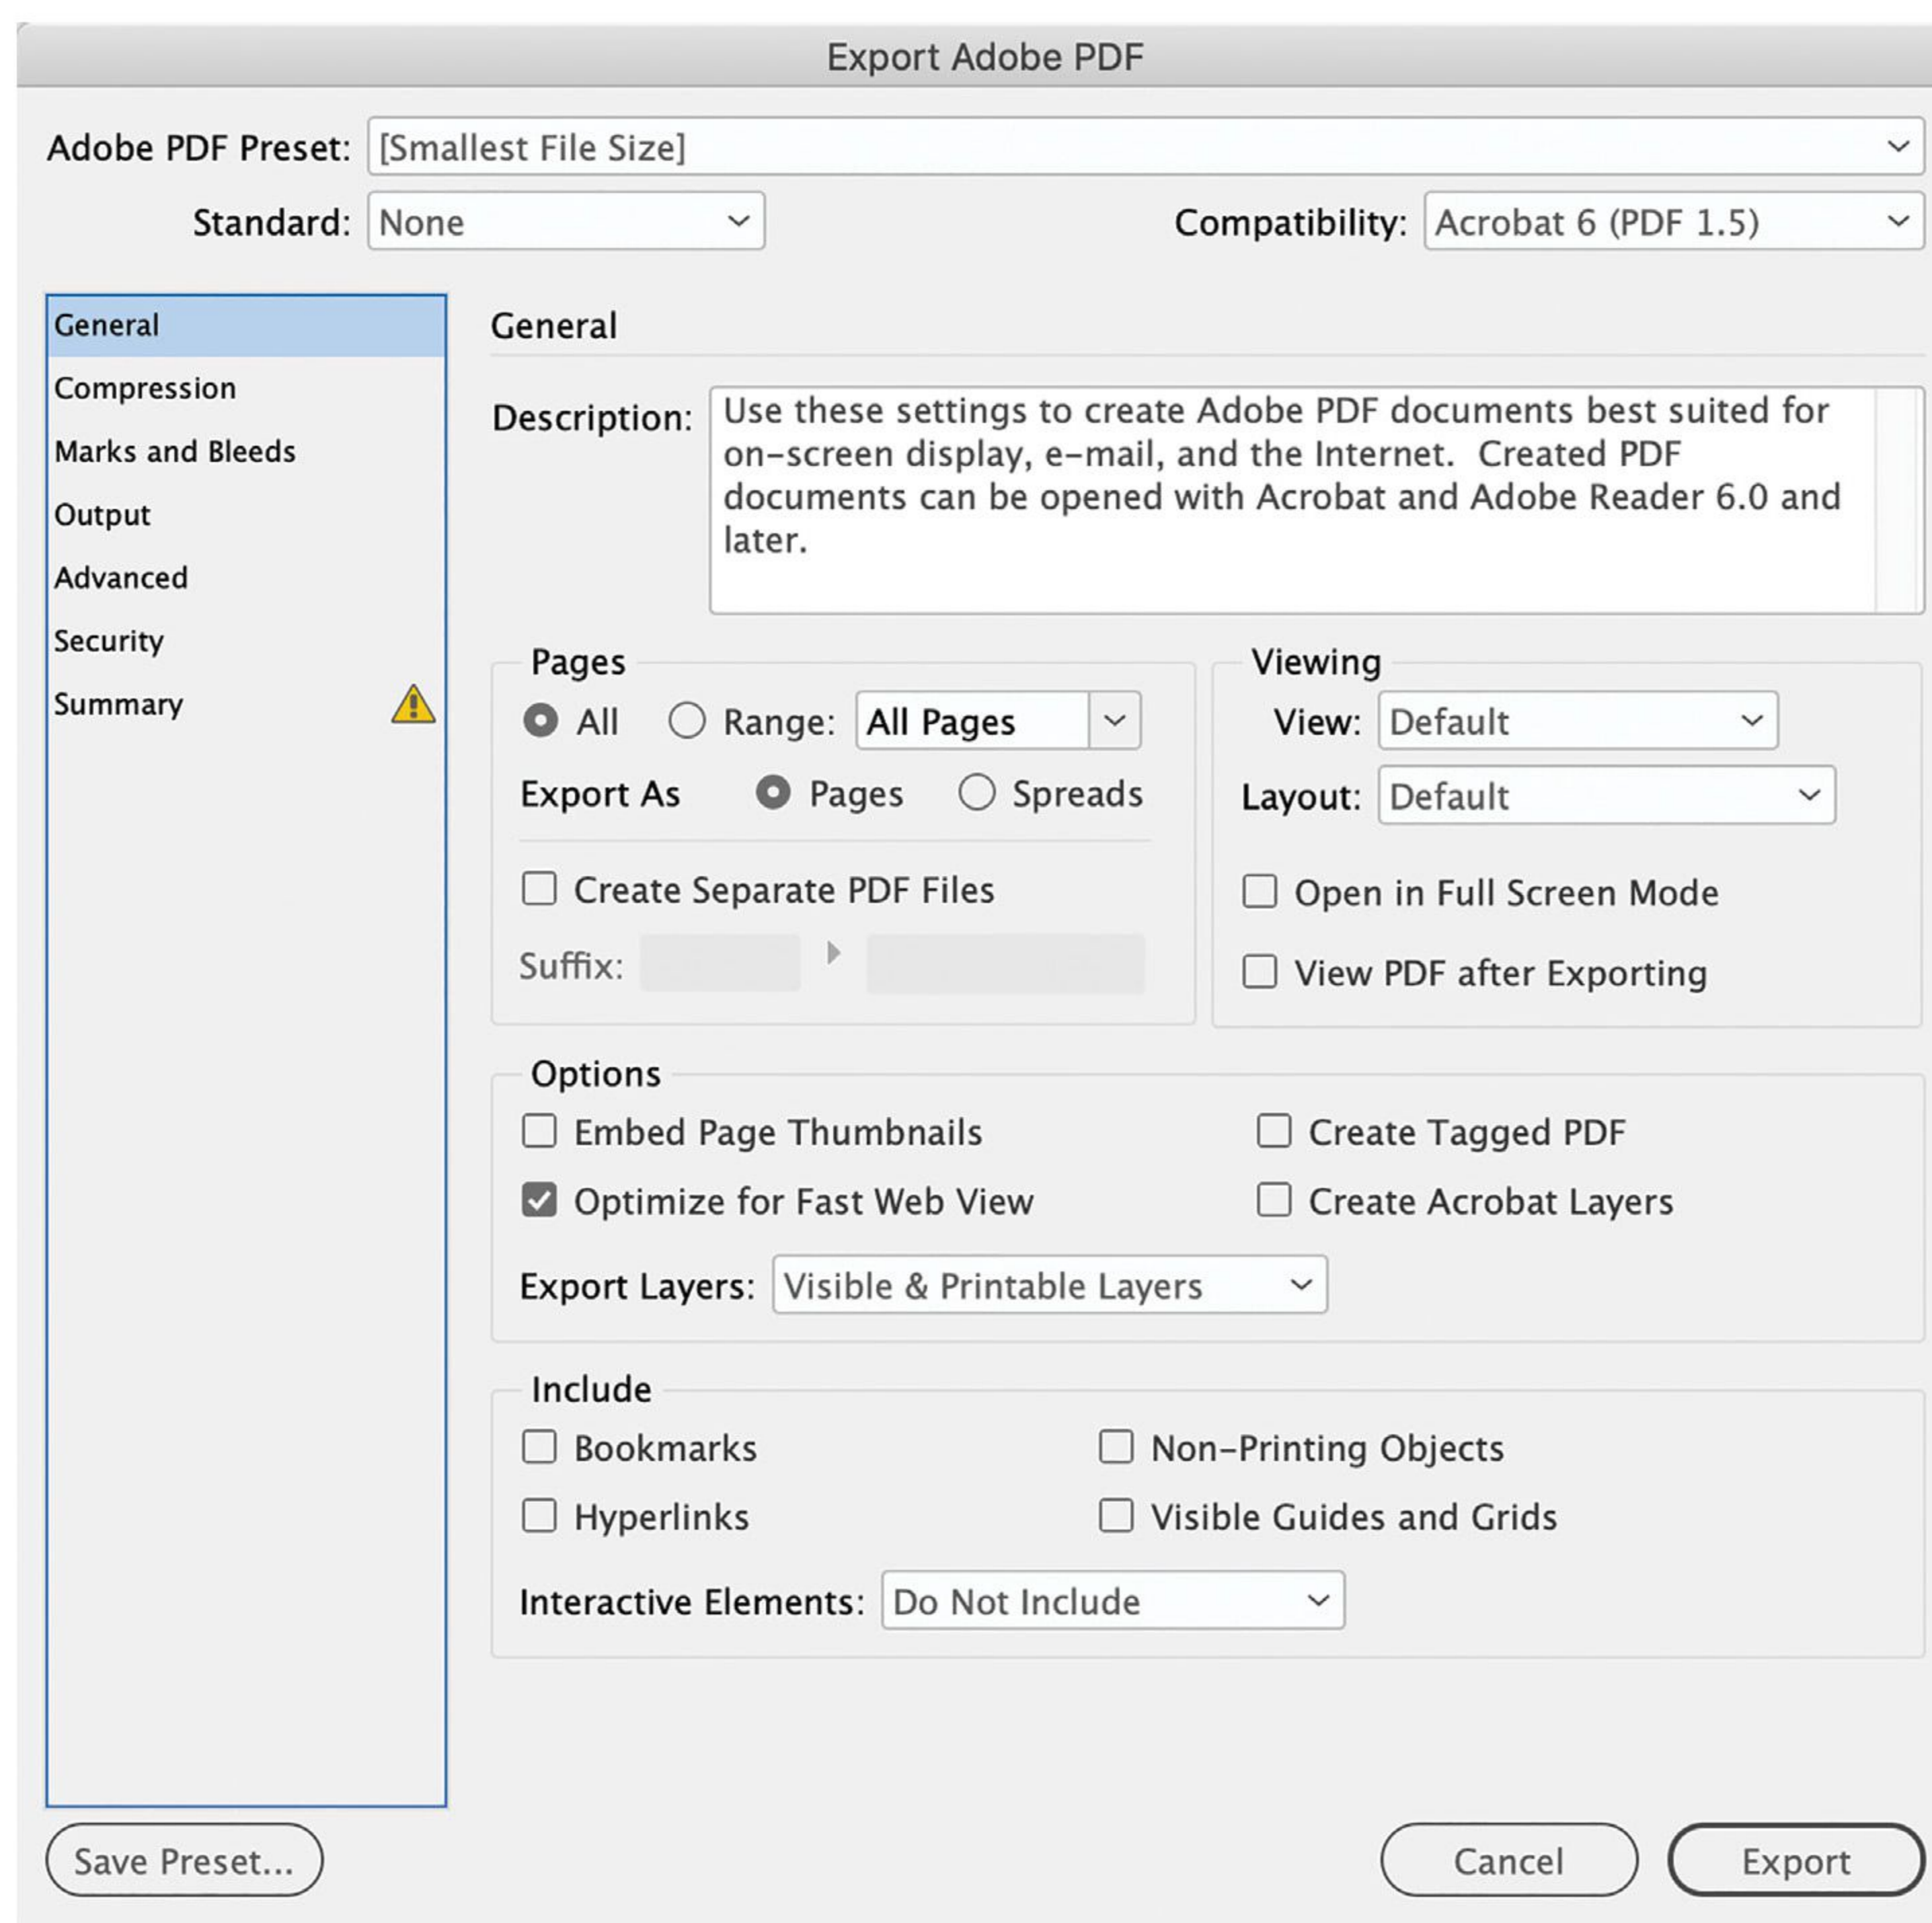 Export Adobe PDF
Adobe PDF Preset: [Smallest File Size]
Standard: None Compatibility: Acrobat 6 (PDF 1.5)
General
Compression
Marks and Bleeds
Output
Advanced
Security
Summary
General
Description: Use these settings to create Adobe PDF documents best suited for
on-screen display, e-mail, and the Internet. Created PDF
documents can be opened with Acrobat and Adobe Reader 6.0 and
later.
Pages
All Range: All Pages
Export As Pages Spreads
Create Separate PDF Files
Suffix:
Viewing
View: Default
Layout: Default
Open in Full Screen Mode
View PDF after Exporting
Options
Embed Page Thumbnails Create Tagged PDF
Optimize for Fast Web View Create Acrobat Layers
Export Layers: Visible & Printable Layers
Include
Bookmarks Non-Printing Objects
Hyperlinks Visible Guides and Grids
Interactive Elements: Do Not Include
Save Preset... Cancel Export